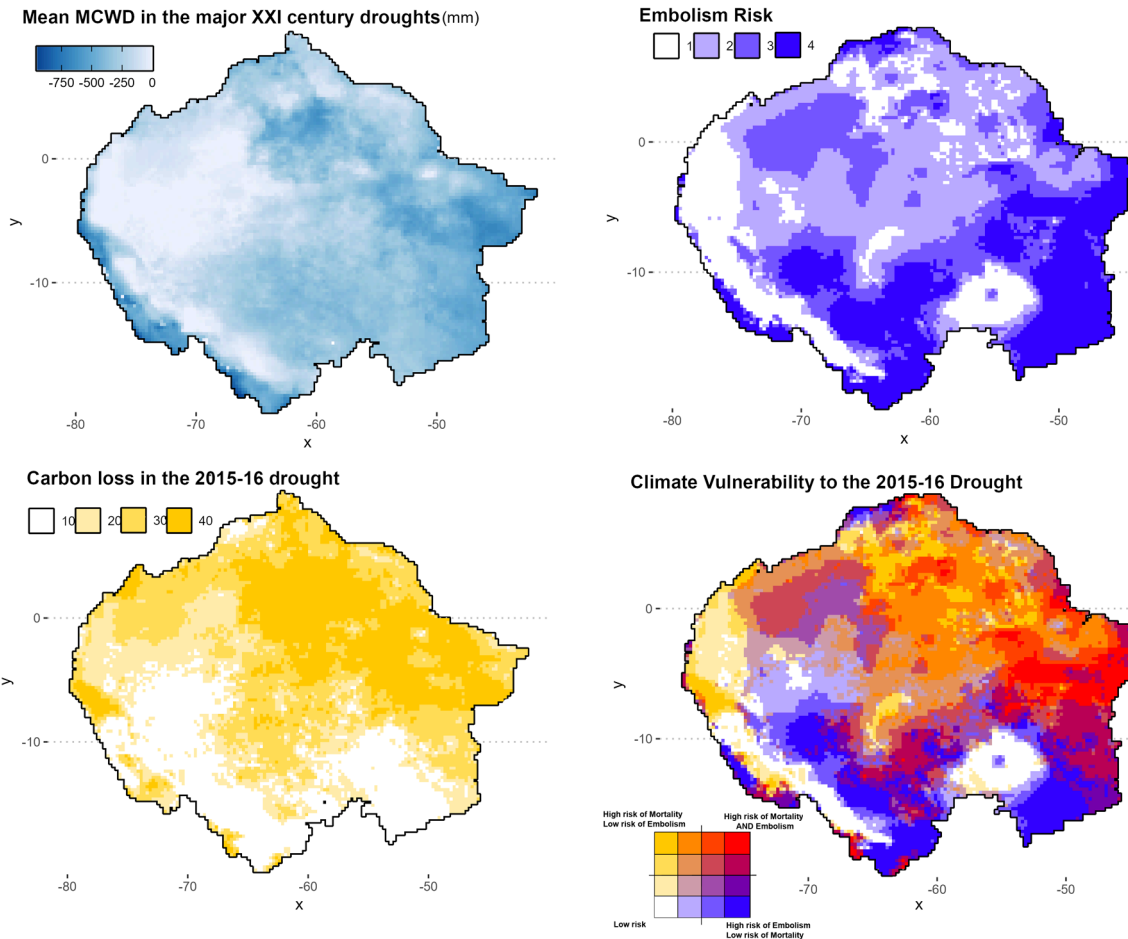 Mean MCWD in the major XXI century droughts(mm)
-750 -500 -250 0
0
-10
y
-80 -70 -60 -50
x
Embolism Risk
1 2 3 4
0
-10
y
-80 -70 -60 -50
x
Carbon loss in the 2015-16 drought
10 20 30 40
0
-10
y
-80 -70 -60 -50
x
Climate Vulnerability to the 2015-16 Drought
0
-10
y
High risk of Mortality
Low risk of Embolism
High risk of Mortality
AND Embolism
Low risk
High risk of Embolism
Low risk of Mortality
-70 -60 -50
x